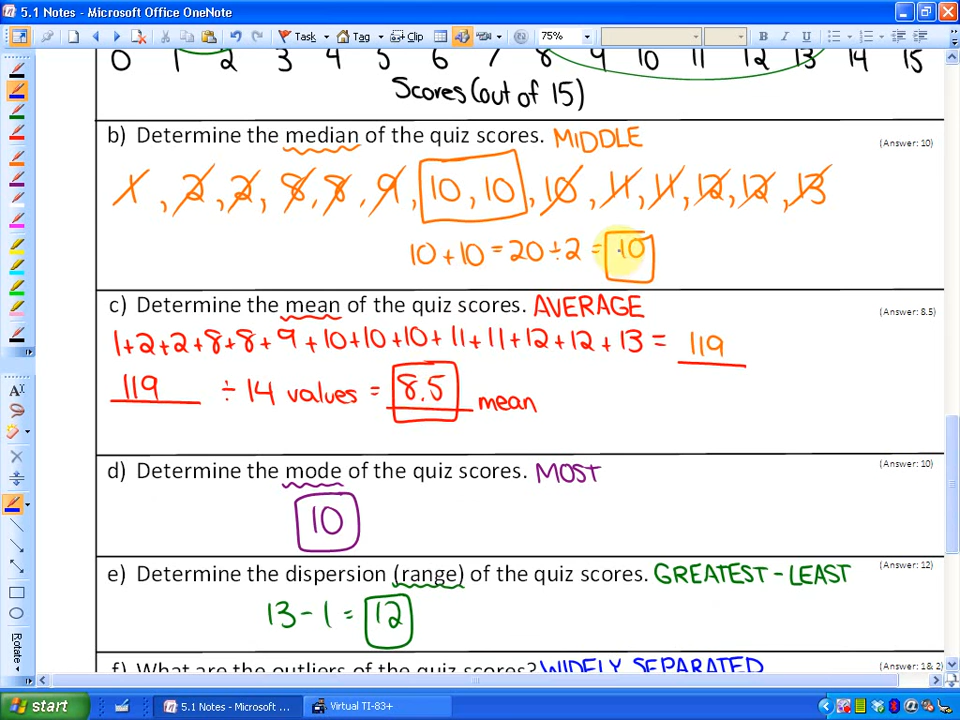 5.1 Notes - Microsoft Office OneNote
Task Tag Clip 75% B I U
0 1 2 3 4 5 6 7 8 9 10 11 12 13 14 15
Scores (out of 15)
b) Determine the median of the quiz scores. MIDDLE (Answer: 10)
1, 2, 2, 8, 8, 9, 10, 10, 10, 11, 11, 12, 12, 13
10 + 10 = 20 ÷ 2 = 10
c) Determine the mean of the quiz scores. AVERAGE (Answer: 8.5)
1+2+2+8+8+9+10+10+10+11+11+12+12+13 = 119
119 ÷ 14 values = 8.5 mean
d) Determine the mode of the quiz scores. MOST (Answer: 10)
10
e) Determine the dispersion (range) of the quiz scores. GREATEST - LEAST (Answer: 12)
13 - 1 = 12
f) What are the outliers of the quiz scores? WIDELY SEPARATED (Answer: 1 & 2)
Rotate
start 5.1 Notes - Microsoft ... Virtual TI-83+